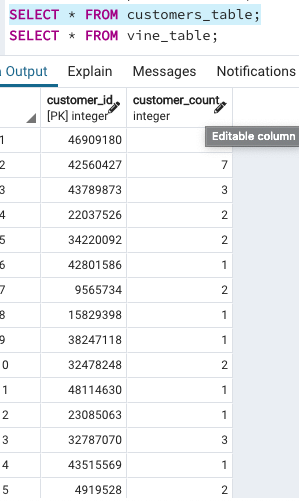 SELECT * FROM customers_table;
SELECT * FROM vine_table;
Output Explain Messages Notifications
customer_id customer_count
[PK] integer integer
Editable column
1 46909180
2 42560427 7
3 43789873 3
4 22037526 2
5 34220092 2
6 42801586 1
7 9565734 2
8 15829398 1
9 38247118 1
0 32478248 2
1 48114630 1
2 23085063 1
3 32787070 3
4 43515569 1
5 4919528 2